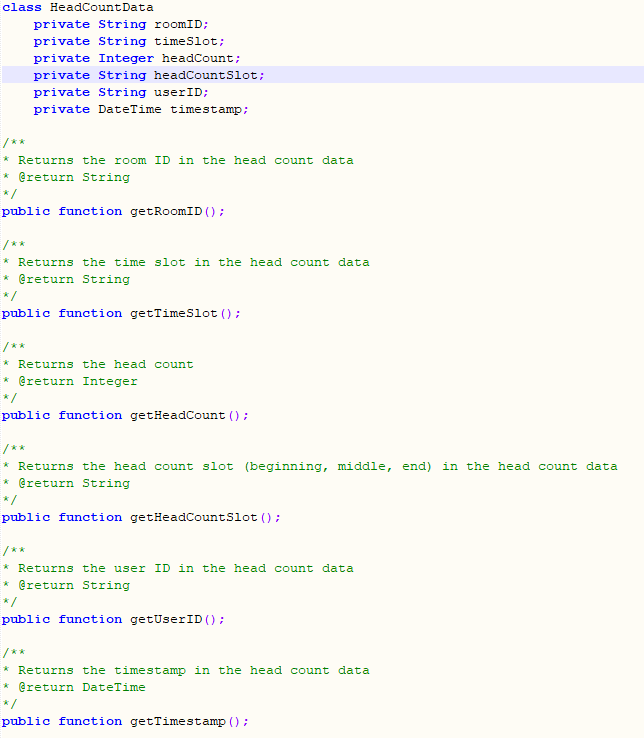 class HeadCountData
    private String roomID;
    private String timeSlot;
    private Integer headCount;
    private String headCountSlot;
    private String userID;
    private DateTime timestamp;

/**
* Returns the room ID in the head count data
* @return String
*/
public function getRoomID();

/**
* Returns the time slot in the head count data
* @return String
*/
public function getTimeSlot();

/**
* Returns the head count
* @return Integer
*/
public function getHeadCount();

/**
* Returns the head count slot (beginning, middle, end) in the head count data
* @return String
*/
public function getHeadCountSlot();

/**
* Returns the user ID in the head count data
* @return String
*/
public function getUserID();

/**
* Returns the timestamp in the head count data
* @return DateTime
*/
public function getTimestamp();